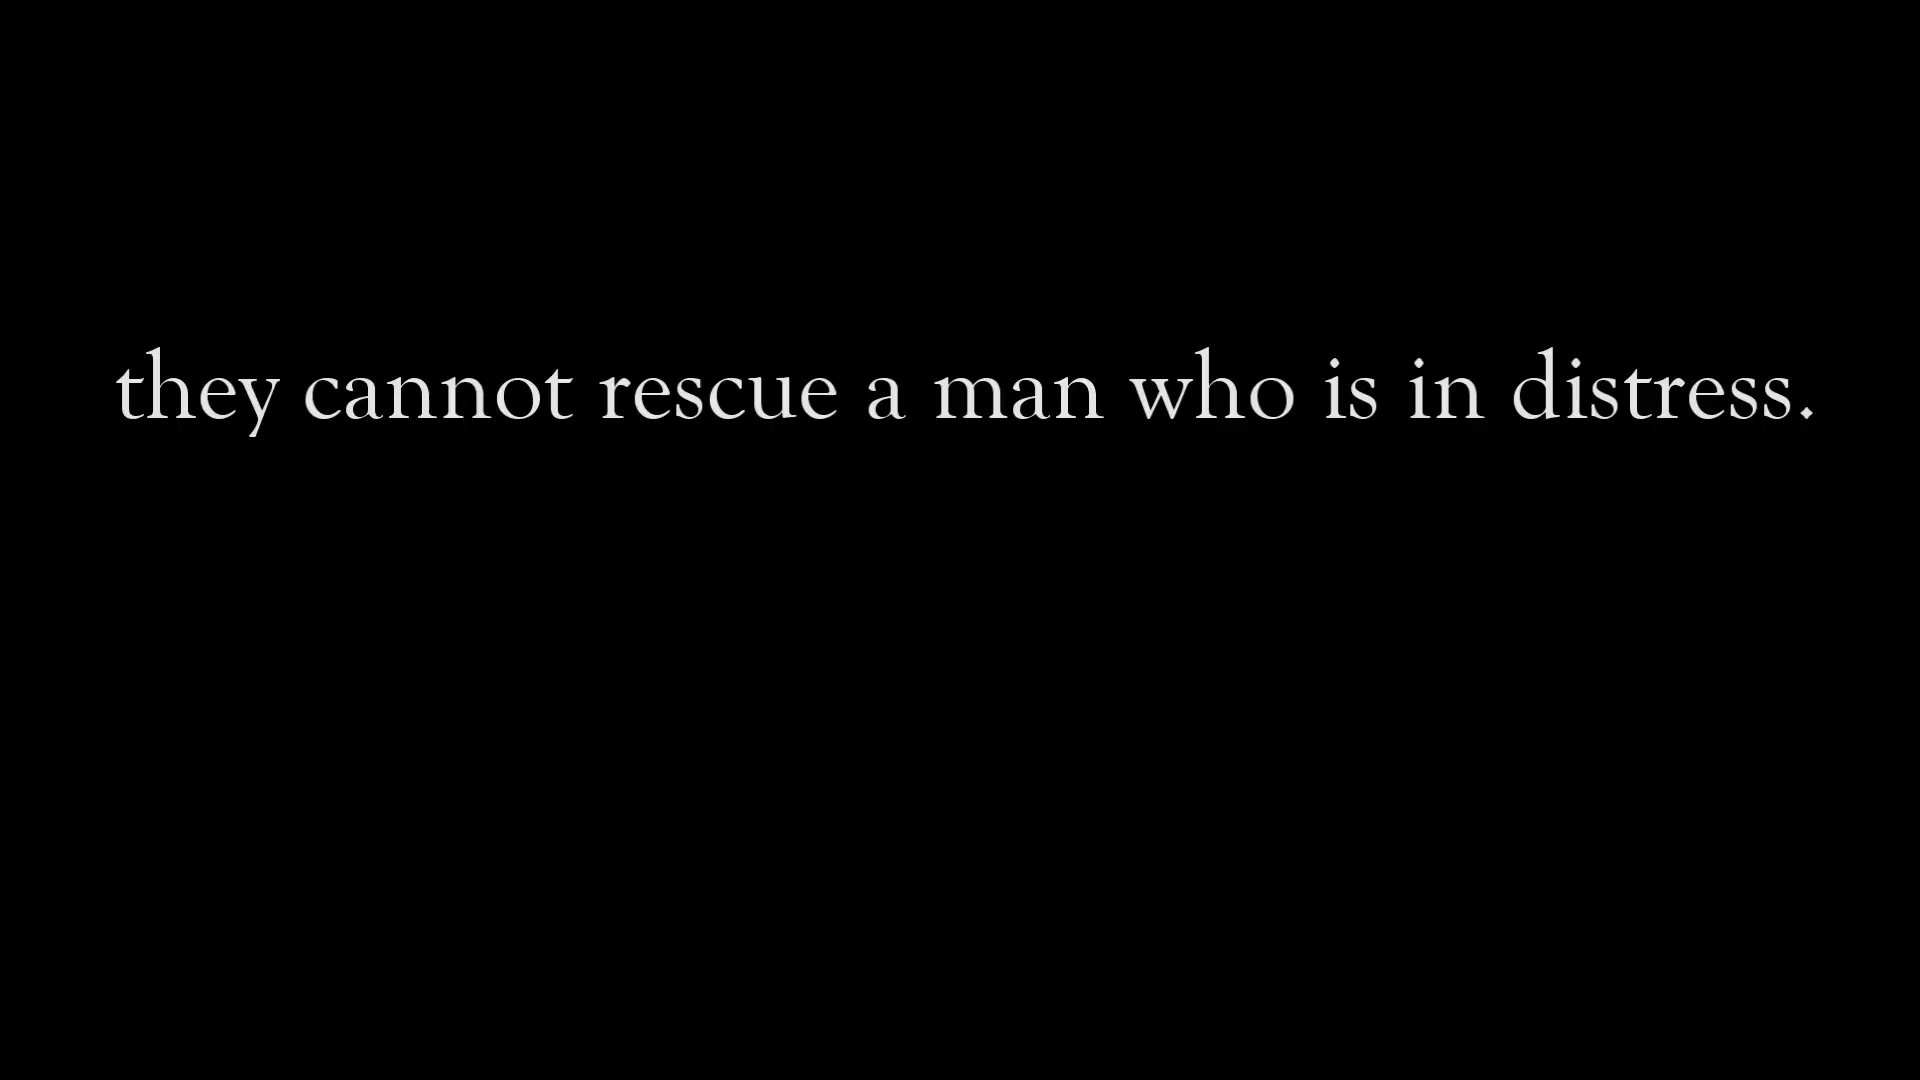 they cannot rescue a man who is in distress.